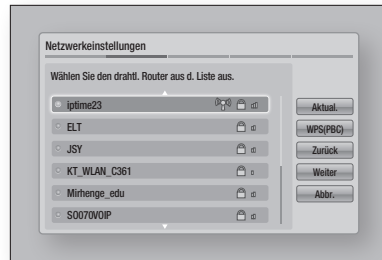 Netzwerkeinstellungen
Wählen Sie den drahtl. Router aus d. Liste aus.
iptime23
ELT
JSY
KT_WLAN_C361
Mirhenge_edu
SO070VOIP
Aktual.
WPS(PBC)
Zurück
Weiter
Abbr.